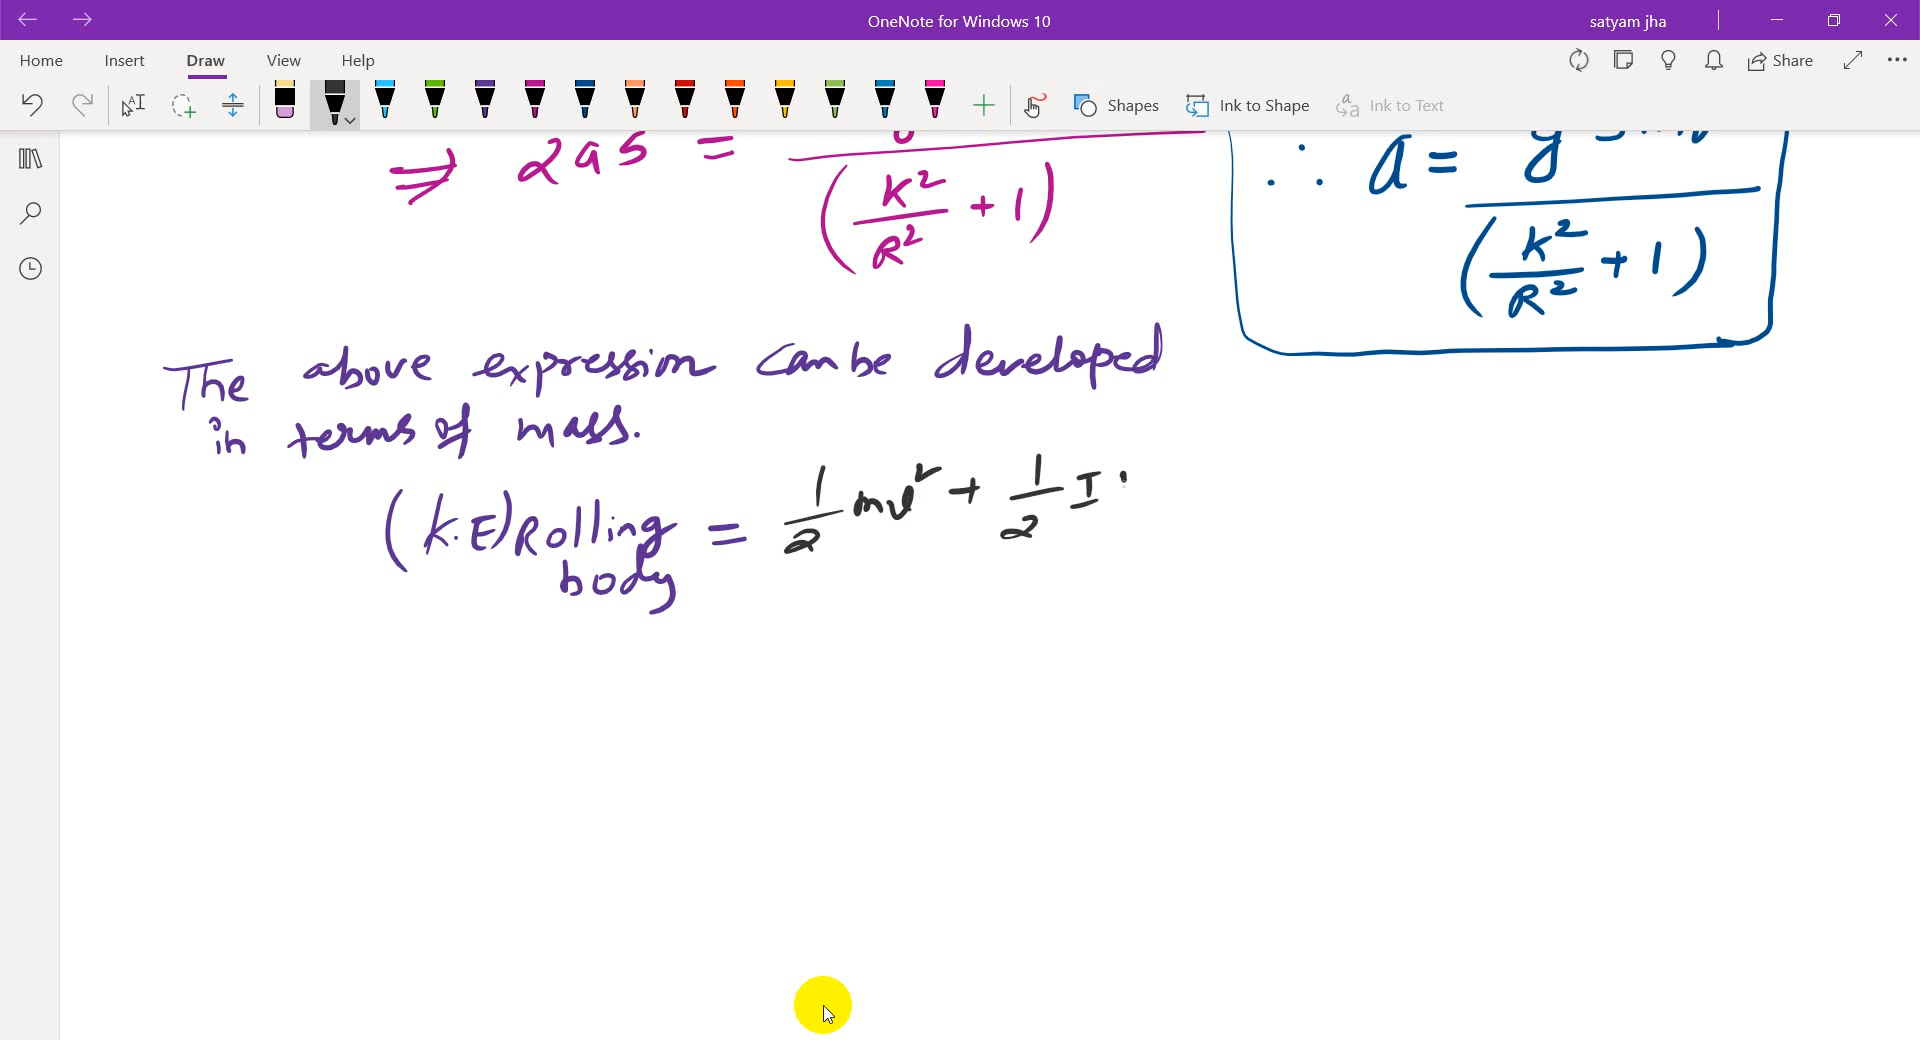 OneNote for Windows 10
satyam jha
Home Insert Draw View Help
Share
Shapes Ink to Shape Ink to Text
⇒ 2as =
(K²/R² + 1)
∴ a = g sin
(K²/R² + 1)
The above expression can be developed
in terms of mass.
(K.E) Rolling body = 1/2 mv² + 1/2 I